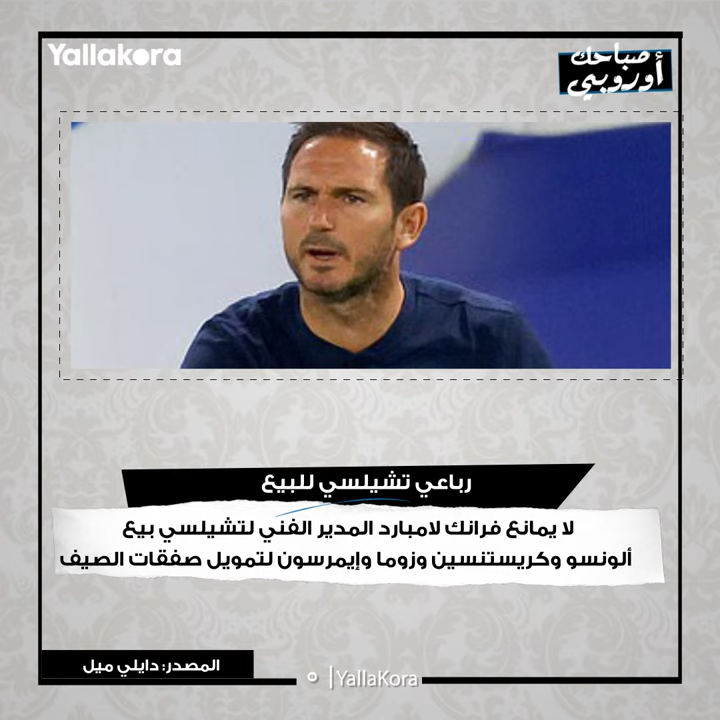 Yallakora
صباحك
أوروبي
رباعي تشيلسي للبيع
لا يمانع فرانك لامبارد المدير الفني لتشيلسي بيع
ألونسو وكريستنسين وزوما وإيمرسون لتمويل صفقات الصيف
المصدر: دايلي ميل
YallaKora